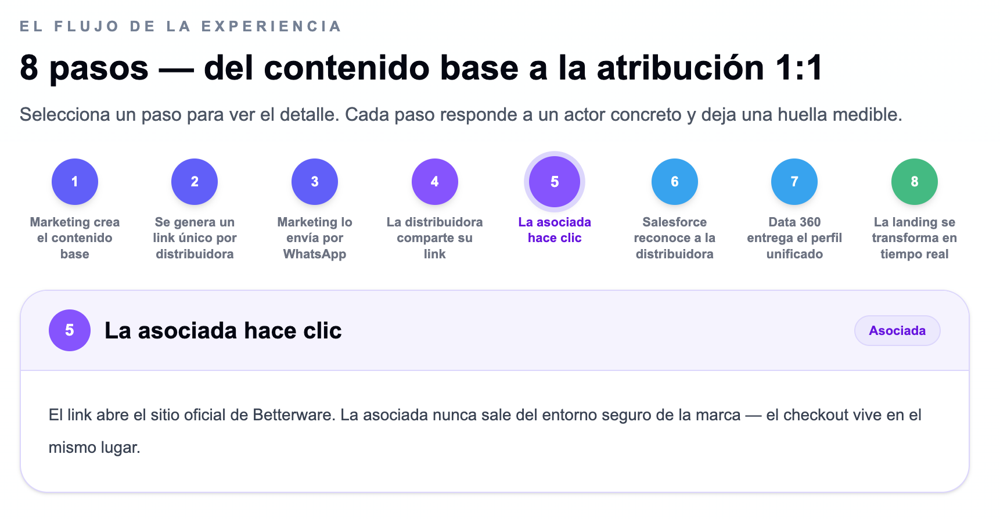 EL FLUJO DE LA EXPERIENCIA
8 pasos — del contenido base a la atribución 1:1
Selecciona un paso para ver el detalle. Cada paso responde a un actor concreto y deja una huella medible.
1
Marketing crea
el contenido
base
2
Se genera un
link único por
distribuidora
3
Marketing lo
envía por
WhatsApp
4
La distribuidora
comparte su
link
5
La asociada
hace clic
6
Salesforce
reconoce a la
distribuidora
7
Data 360
entrega el perfil
unificado
8
La landing se
transforma en
tiempo real
5 La asociada hace clic
Asociada
El link abre el sitio oficial de Betterware. La asociada nunca sale del entorno seguro de la marca — el checkout vive en el
mismo lugar.